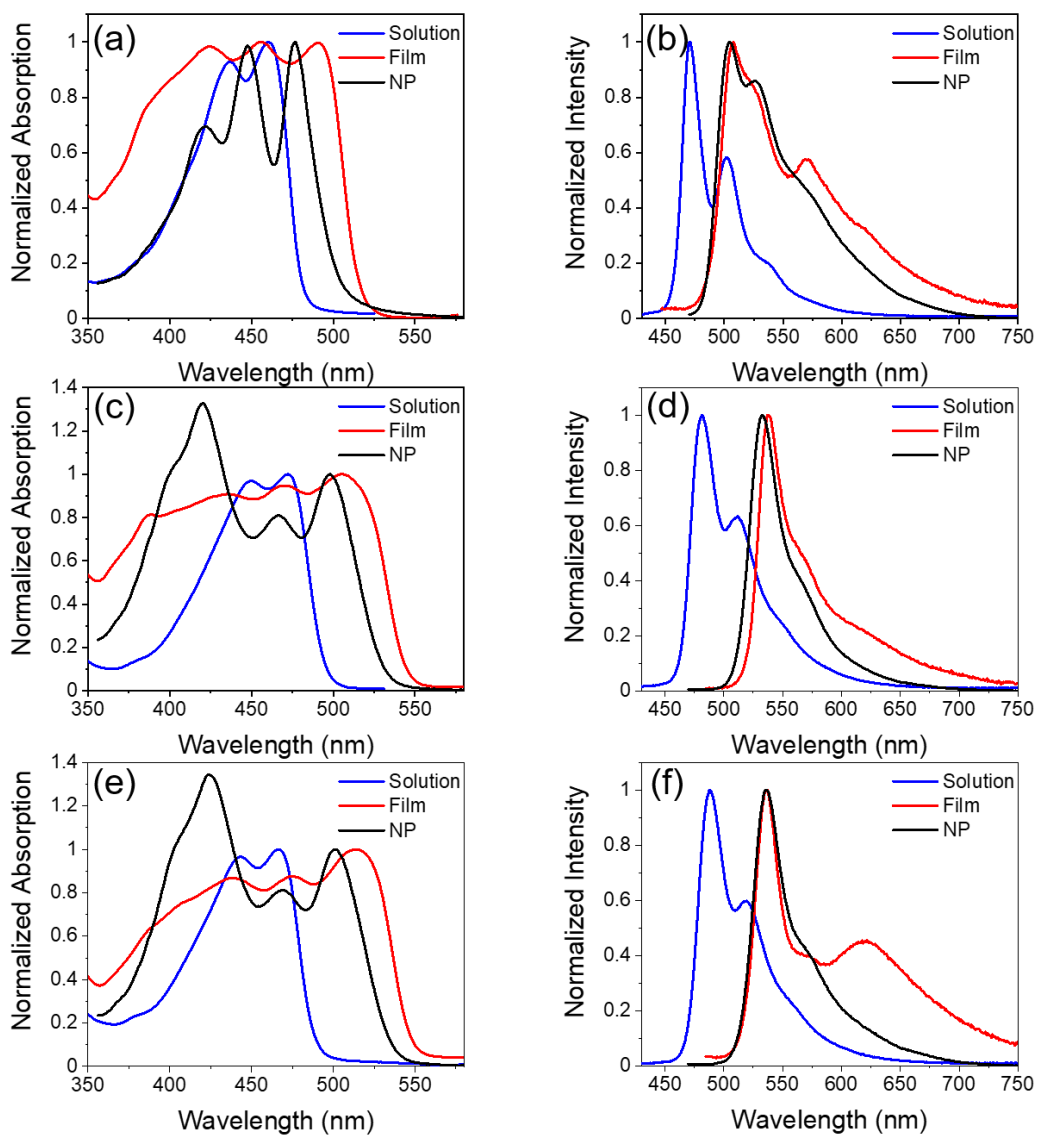 (a)
Solution
Film
NP
Normalized Absorption
1
0.8
0.6
0.4
0.2
0
350 400 450 500 550
Wavelength (nm)
(b)
Solution
Film
NP
Normalized Intensity
1
0.8
0.6
0.4
0.2
0
450 500 550 600 650 700 750
Wavelength (nm)
(c)
Solution
Film
NP
Normalized Absorption
1.4
1.2
1
0.8
0.6
0.4
0.2
0
350 400 450 500 550
Wavelength (nm)
(d)
Solution
Film
NP
Normalized Intensity
1
0.8
0.6
0.4
0.2
0
450 500 550 600 650 700 750
Wavelength (nm)
(e)
Solution
Film
NP
Normalized Absorption
1.4
1.2
1
0.8
0.6
0.4
0.2
0
350 400 450 500 550
Wavelength (nm)
(f)
Solution
Film
NP
Normalized Intensity
1
0.8
0.6
0.4
0.2
0
450 500 550 600 650 700 750
Wavelength (nm)